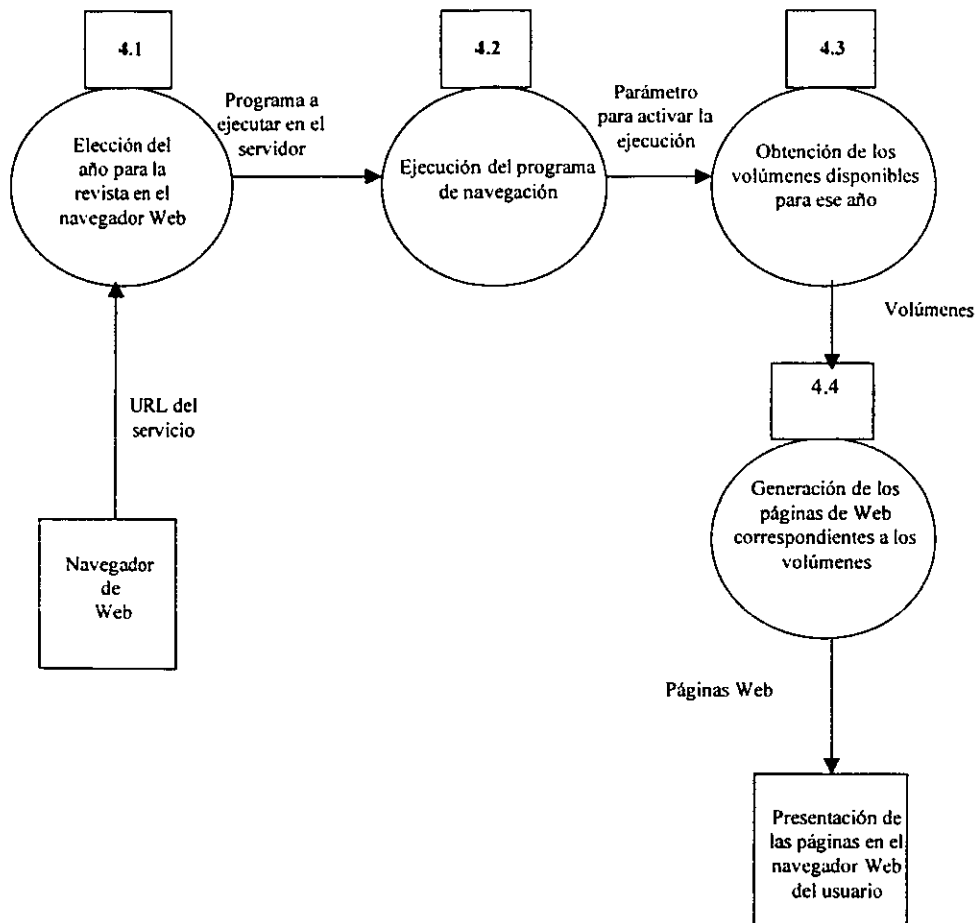 4.1
4.2
4.3
Programa a
ejecutar en el
servidor
Parámetro
para activar la
ejecución
Elección del
año para la
revista en el
navegador Web
Ejecución del programa
de navegación
Obtención de los
volúmenes disponibles
para ese año
Volúmenes
4.4
URL del
servicio
Generación de los
páginas de Web
correspondientes a los
volúmenes
Navegador
de
Web
Páginas Web
Presentación de
las páginas en el
navegador Web
del usuario